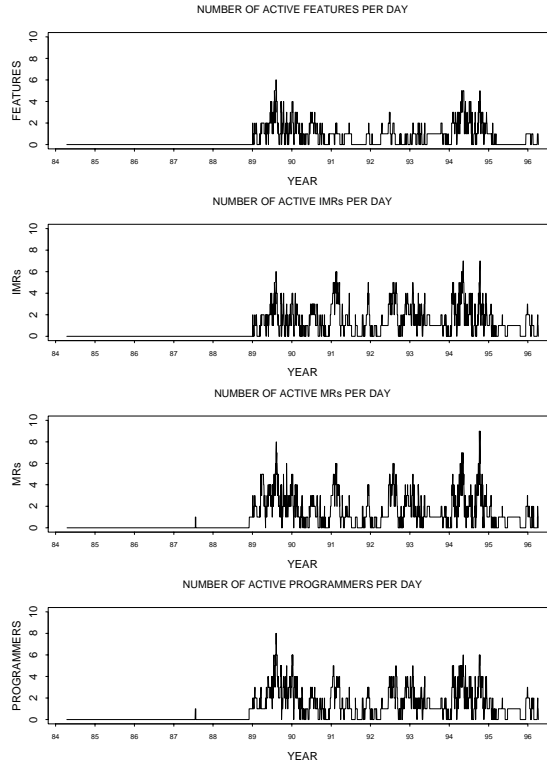 NUMBER OF ACTIVE FEATURES PER DAY
10
8
6
4
2
0
FEATURES
84 85 86 87 88 89 90 91 92 93 94 95 96
YEAR
NUMBER OF ACTIVE IMRs PER DAY
10
8
6
4
2
0
IMRs
84 85 86 87 88 89 90 91 92 93 94 95 96
YEAR
NUMBER OF ACTIVE MRs PER DAY
10
8
6
4
2
0
MRs
84 85 86 87 88 89 90 91 92 93 94 95 96
YEAR
NUMBER OF ACTIVE PROGRAMMERS PER DAY
10
8
6
4
2
0
PROGRAMMERS
84 85 86 87 88 89 90 91 92 93 94 95 96
YEAR